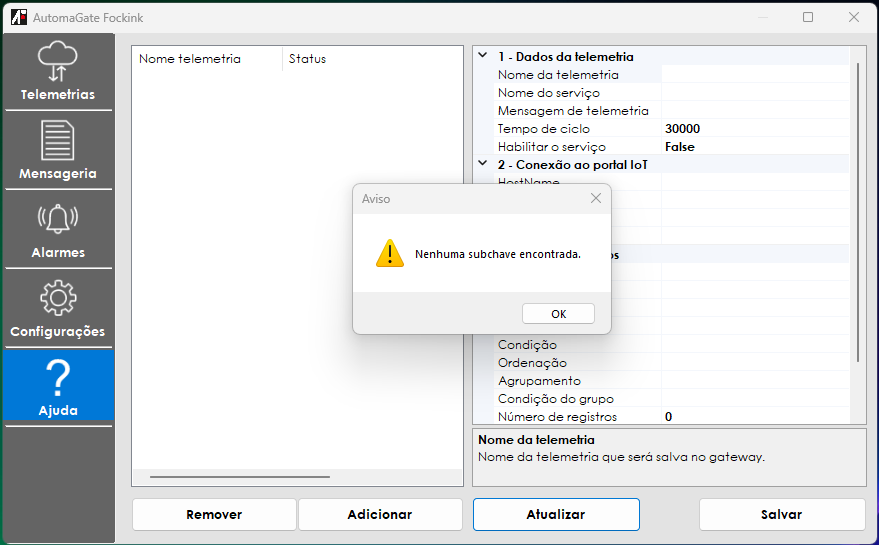 AutomaGate Fockink
Telemetrias
Mensageria
Alarmes
Configurações
?
Ajuda
Nome telemetria Status
1 - Dados da telemetria
Nome da telemetria
Nome do serviço
Mensagem de telemetria
Tempo de ciclo 30000
Habilitar o serviço False
2 - Conexão ao portal IoT
HostName
os
Condição
Ordenação
Agrupamento
Condição do grupo
Número de registros 0
Aviso
Nenhuma subchave encontrada.
OK
Nome da telemetria
Nome da telemetria que será salva no gateway.
Remover Adicionar Atualizar Salvar